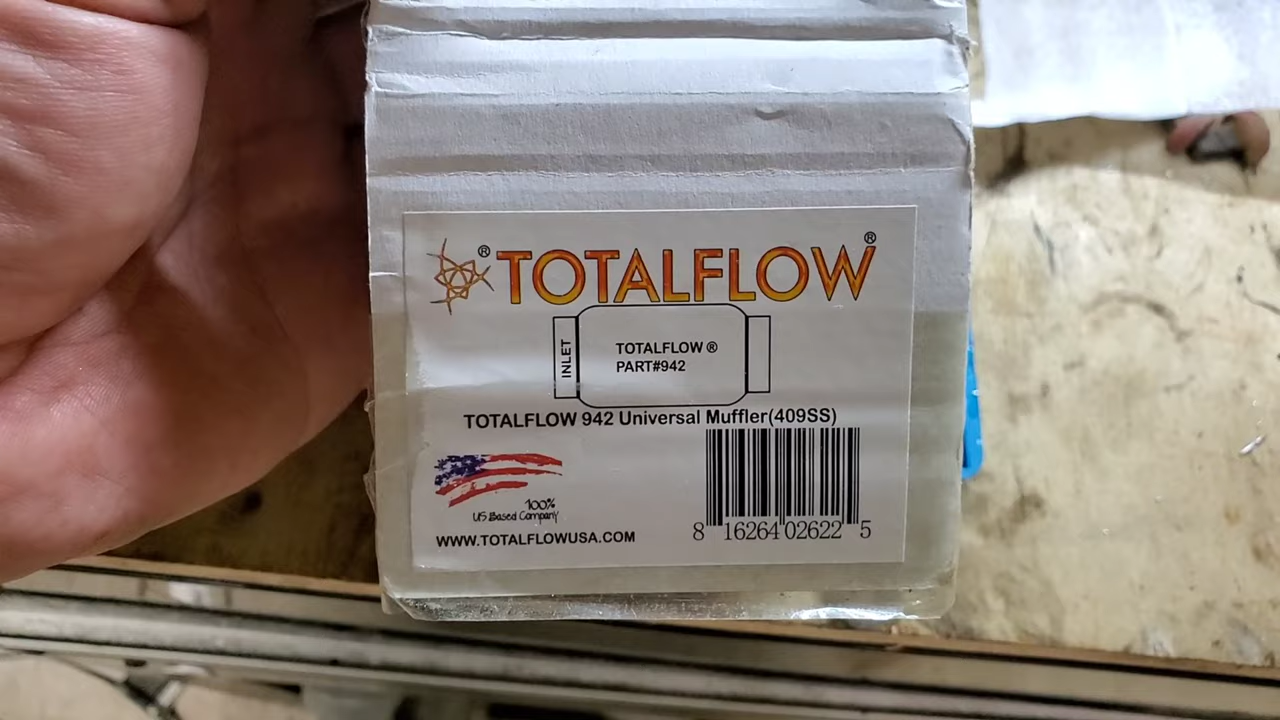 ® TOTALFLOW ®
INLET
TOTALFLOW ®
PART#942
TOTALFLOW 942 Universal Muffler(409SS)
100%
US Based Company
WWW.TOTALFLOWUSA.COM
8 16264 02622 5